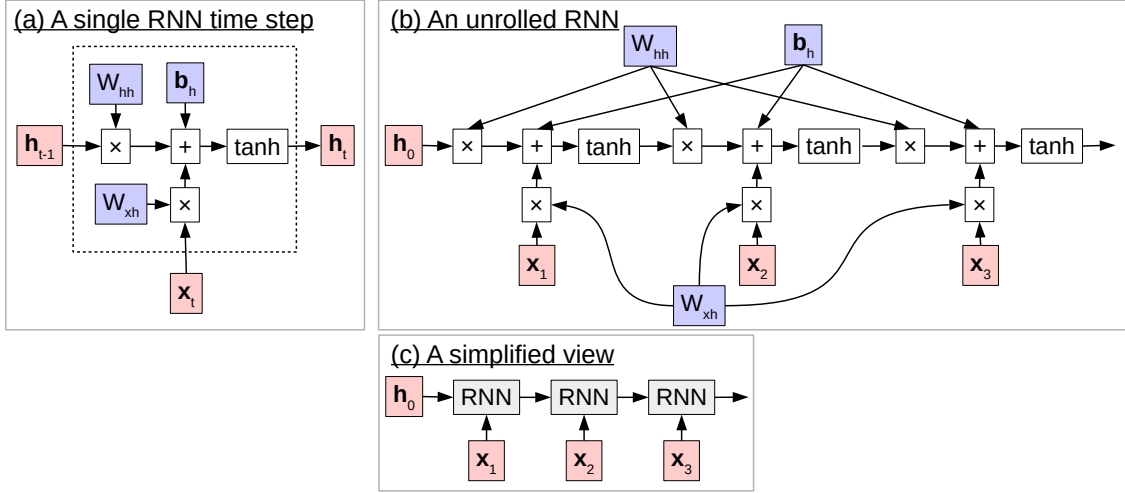 (a) A single RNN time step
W_hh b_h
h_t-1 × + tanh h_t
W_xh ×
x_t
(b) An unrolled RNN
W_hh b_h
h_0 × + tanh × + tanh × + tanh
× × ×
x_1 x_2 x_3
W_xh
(c) A simplified view
h_0 RNN RNN RNN
x_1 x_2 x_3